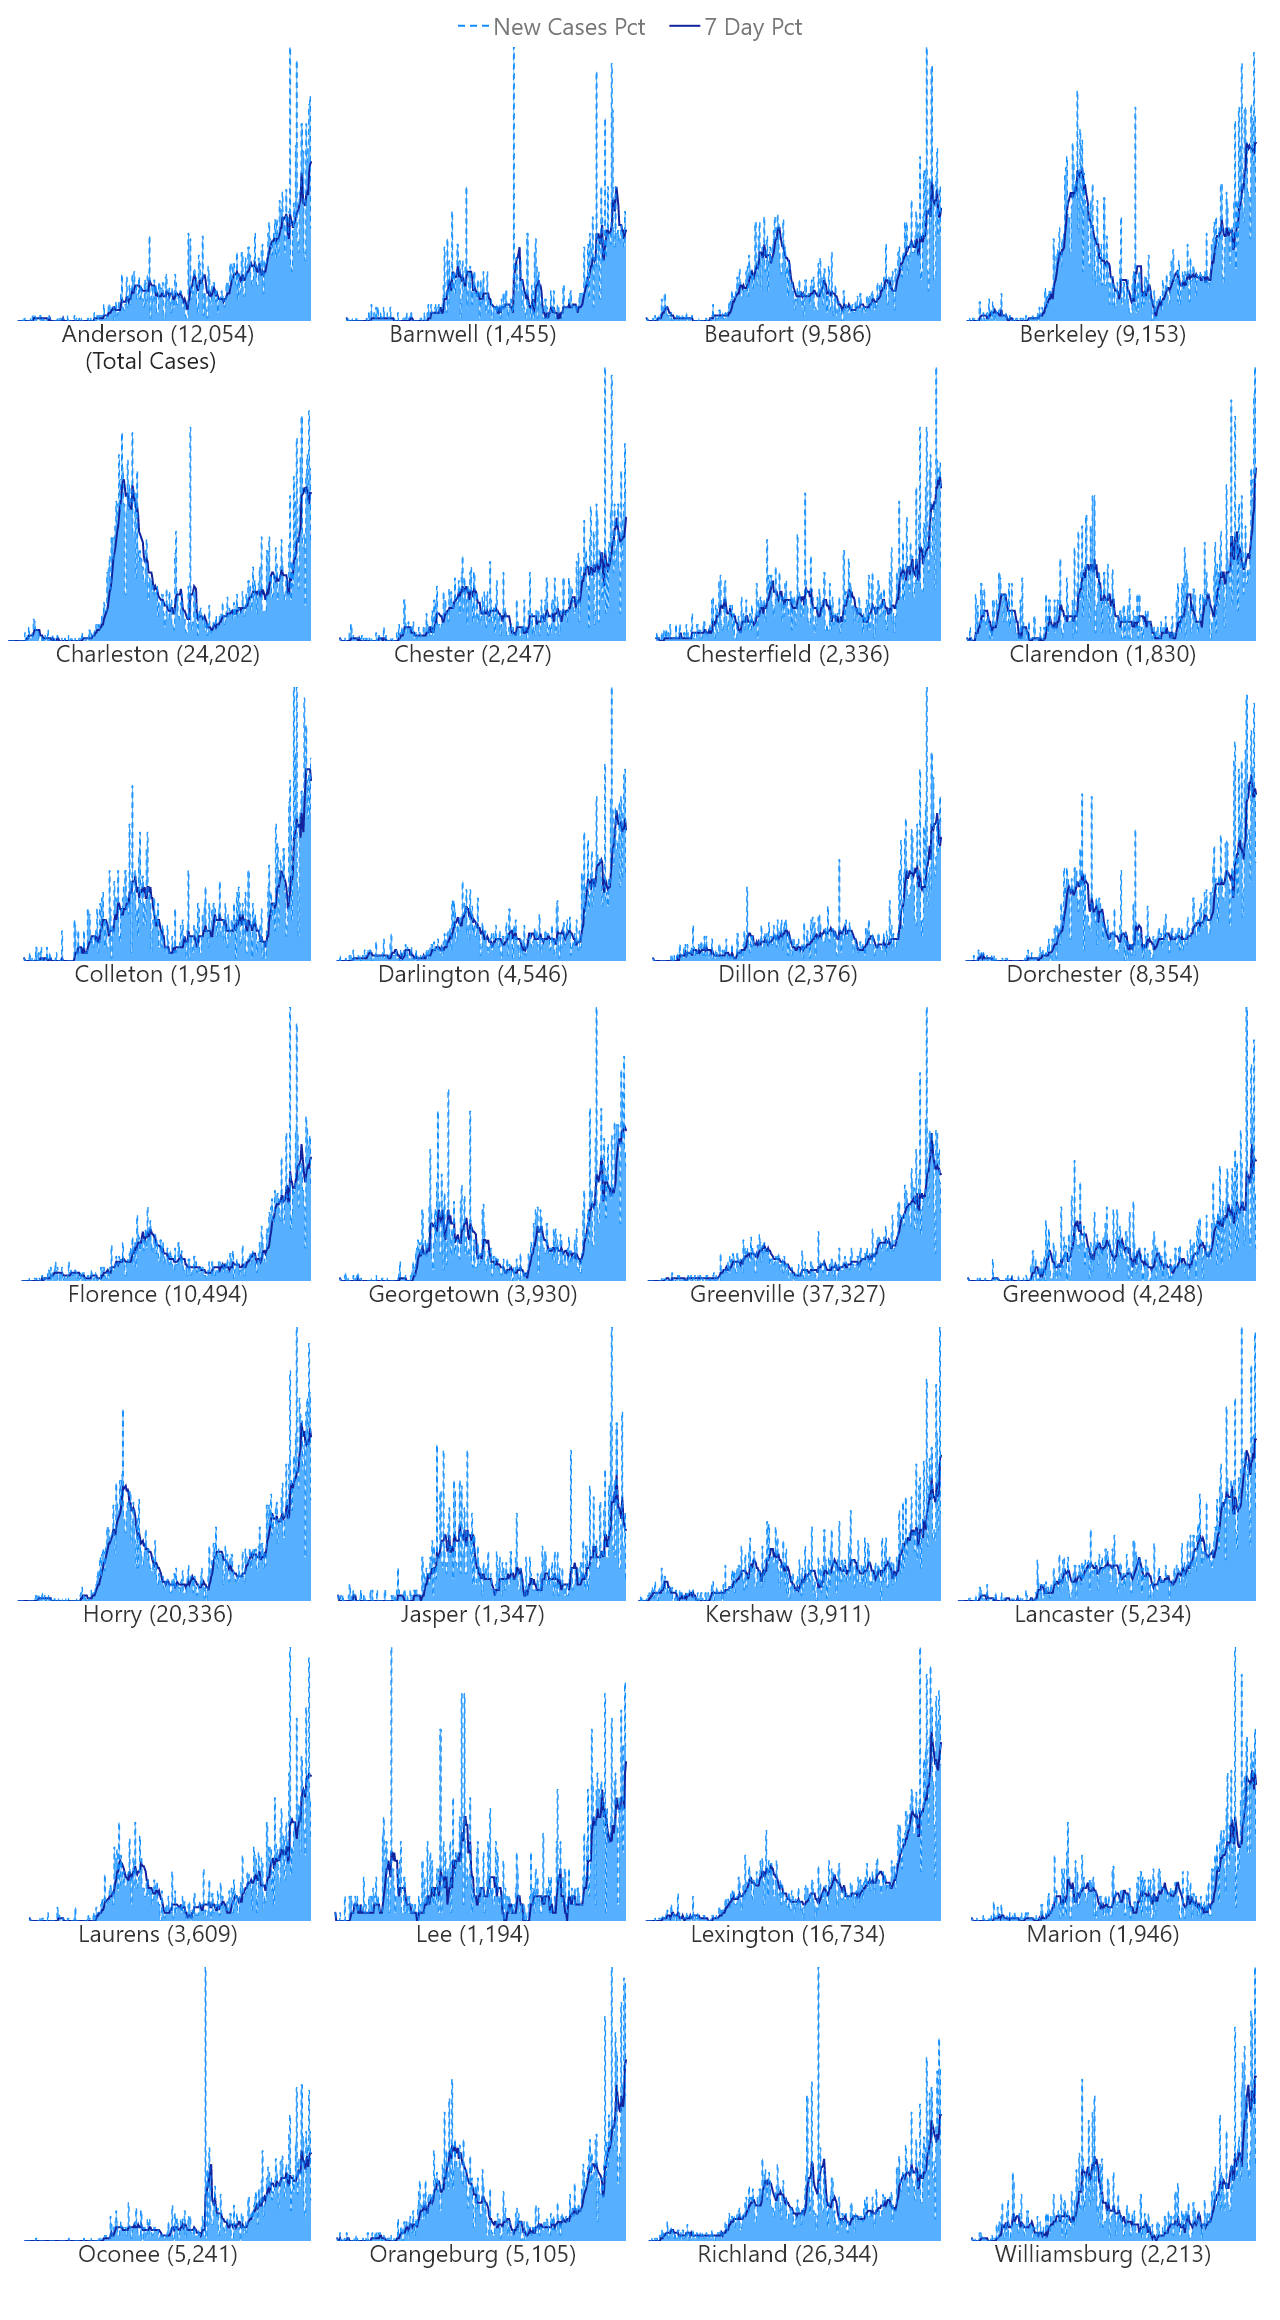 New Cases Pct 7 Day Pct
Anderson (12,054) Barnwell (1,455) Beaufort (9,586) Berkeley (9,153)
(Total Cases)
Charleston (24,202) Chester (2,247) Chesterfield (2,336) Clarendon (1,830)
Colleton (1,951) Darlington (4,546) Dillon (2,376) Dorchester (8,354)
Florence (10,494) Georgetown (3,930) Greenville (37,327) Greenwood (4,248)
Horry (20,336) Jasper (1,347) Kershaw (3,911) Lancaster (5,234)
Laurens (3,609) Lee (1,194) Lexington (16,734) Marion (1,946)
Oconee (5,241) Orangeburg (5,105) Richland (26,344) Williamsburg (2,213)